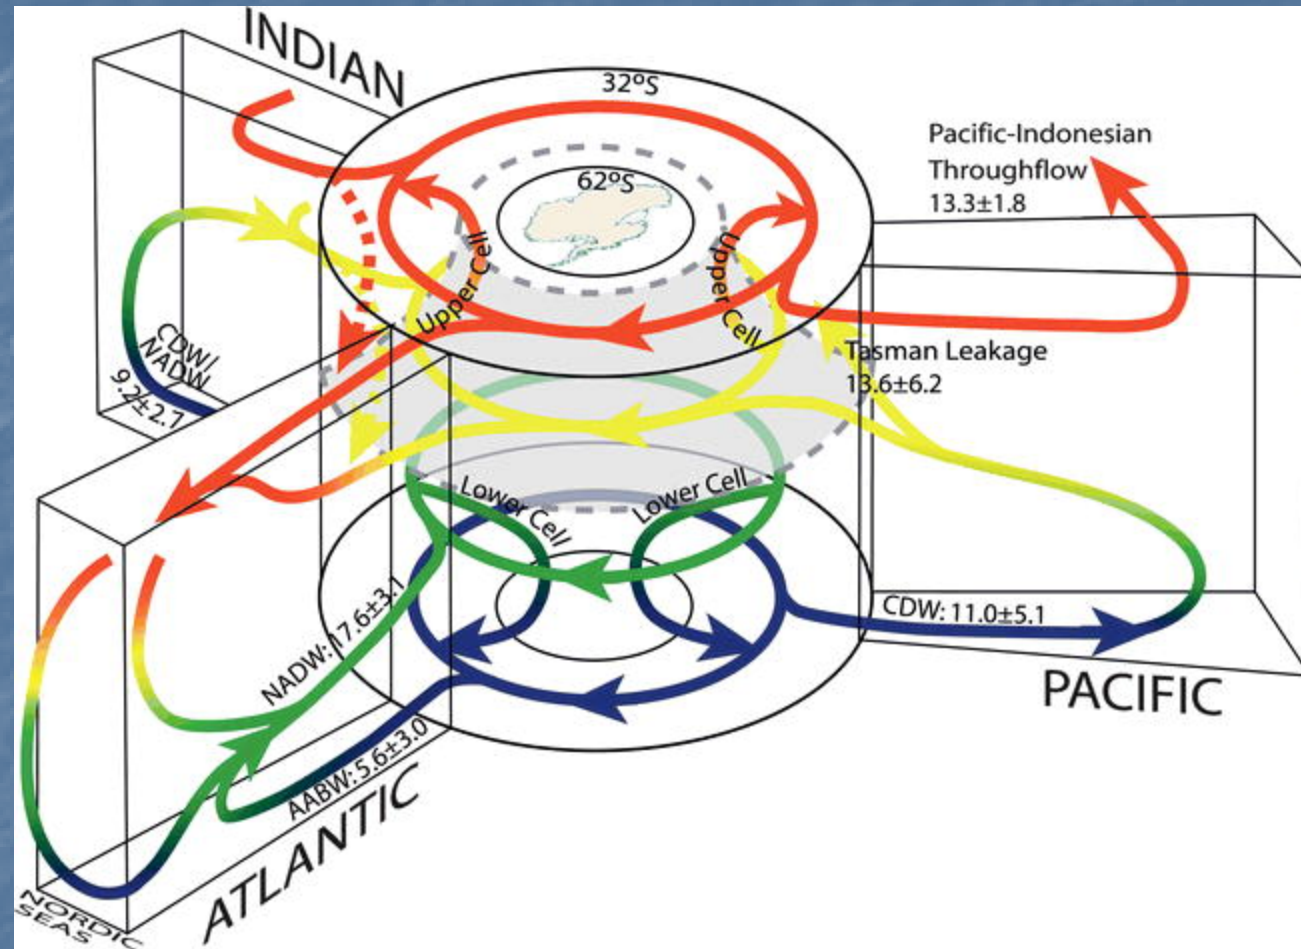 INDIAN
32ºS
Pacific-Indonesian
Throughflow
13.3±1.8
62ºS
Upper Cell
Upper Cell
CDW/
NADW
9.2±2.7
Tasman Leakage
13.6±6.2
Lower Cell
Lower Cell
NADW: 17.6±3.1
CDW: 11.0±5.1
PACIFIC
AABW: 5.6±3.0
ATLANTIC
NORDIC
SEAS